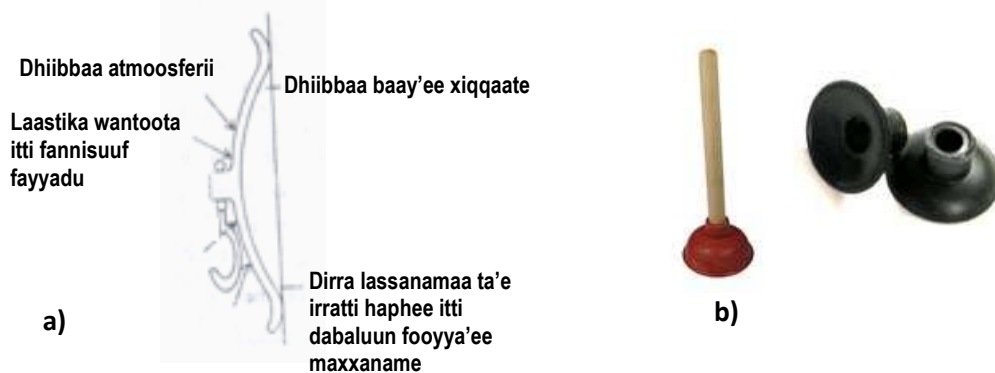 Dhiibbaa atmoosferii
Dhiibbaa baay'ee xiqqaate
Laastika wantoota
itti fannisuuf
fayyadu
Dirra lassanamaa ta'e
irratti haphee itti
dabaluun fooyya'ee
maxxaname
a)
b)